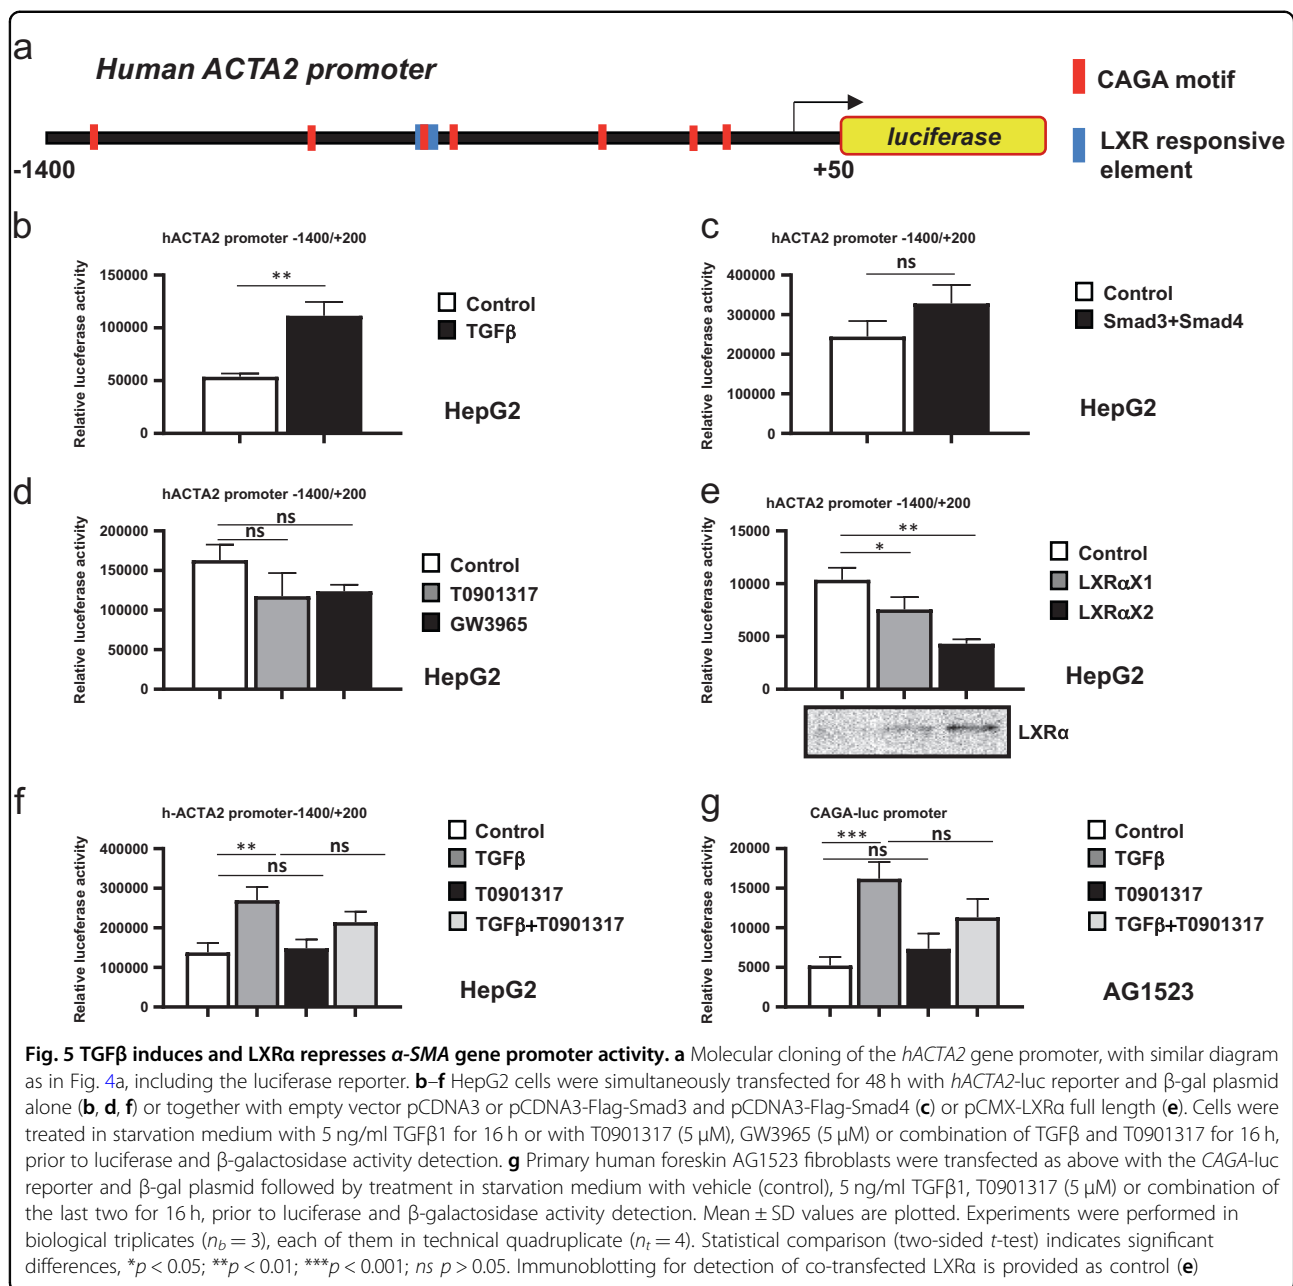 a
Human ACTA2 promoter
CAGA motif
luciferase
LXR responsive
element
-1400
+50
b
hACTA2 promoter -1400/+200
Relative luceferase activity
150000
100000
50000
0
**
Control
TGFβ
HepG2
c
hACTA2 promoter -1400/+200
Relative luceferase activity
400000
300000
200000
100000
0
ns
Control
Smad3+Smad4
HepG2
d
hACTA2 promoter -1400/+200
Relative luceferase activity
200000
150000
100000
50000
0
ns
ns
Control
T0901317
GW3965
HepG2
e
hACTA2 promoter -1400/+200
Relative luceferase activity
15000
10000
5000
0
**
*
Control
LXRαX1
LXRαX2
HepG2
LXRα
f
h-ACTA2 promoter-1400/+200
Relative luceferase activity
400000
300000
200000
100000
0
**
ns
ns
Control
TGFβ
T0901317
TGFβ+T0901317
HepG2
g
CAGA-luc promoter
Relative luceferase activity
20000
15000
10000
5000
0
***
ns
ns
Control
TGFβ
T0901317
TGFβ+T0901317
AG1523
Fig. 5 TGFβ induces and LXRα represses α-SMA gene promoter activity. a Molecular cloning of the hACTA2 gene promoter, with similar diagram
as in Fig. 4a, including the luciferase reporter. b–f HepG2 cells were simultaneously transfected for 48 h with hACTA2-luc reporter and β-gal plasmid
alone (b, d, f) or together with empty vector pCDNA3 or pCDNA3-Flag-Smad3 and pCDNA3-Flag-Smad4 (c) or pCMX-LXRα full length (e). Cells were
treated in starvation medium with 5 ng/ml TGFβ1 for 16 h or with T0901317 (5 μM), GW3965 (5 μM) or combination of TGFβ and T0901317 for 16 h,
prior to luciferase and β-galactosidase activity detection. g Primary human foreskin AG1523 fibroblasts were transfected as above with the CAGA-luc
reporter and β-gal plasmid followed by treatment in starvation medium with vehicle (control), 5 ng/ml TGFβ1, T0901317 (5 μM) or combination of
the last two for 16 h, prior to luciferase and β-galactosidase activity detection. Mean ± SD values are plotted. Experiments were performed in
biological triplicates (nb = 3), each of them in technical quadruplicate (nt = 4). Statistical comparison (two-sided t-test) indicates significant
differences, *p < 0.05; **p < 0.01; ***p < 0.001; ns p > 0.05. Immunoblotting for detection of co-transfected LXRα is provided as control (e)